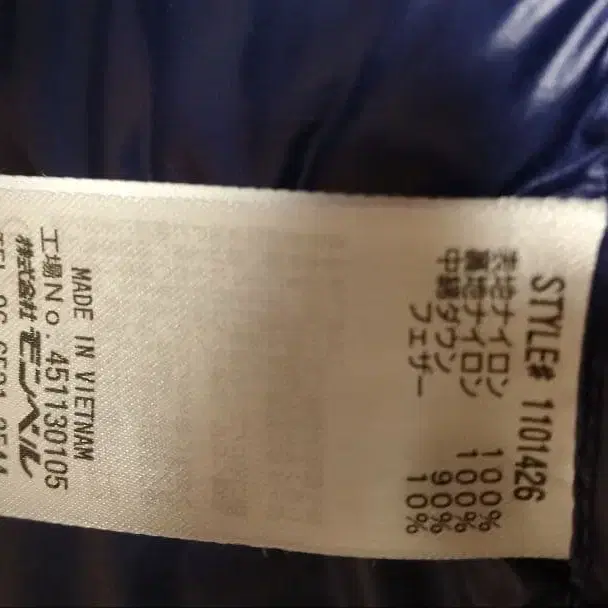 STYLE# 1101426
表地ナイロン 100%
裏地ナイロン 100%
中綿ダウン 90%
フェザー 10%
MADE IN VIETNAM
工場No.451130105
株式会社 モンベル